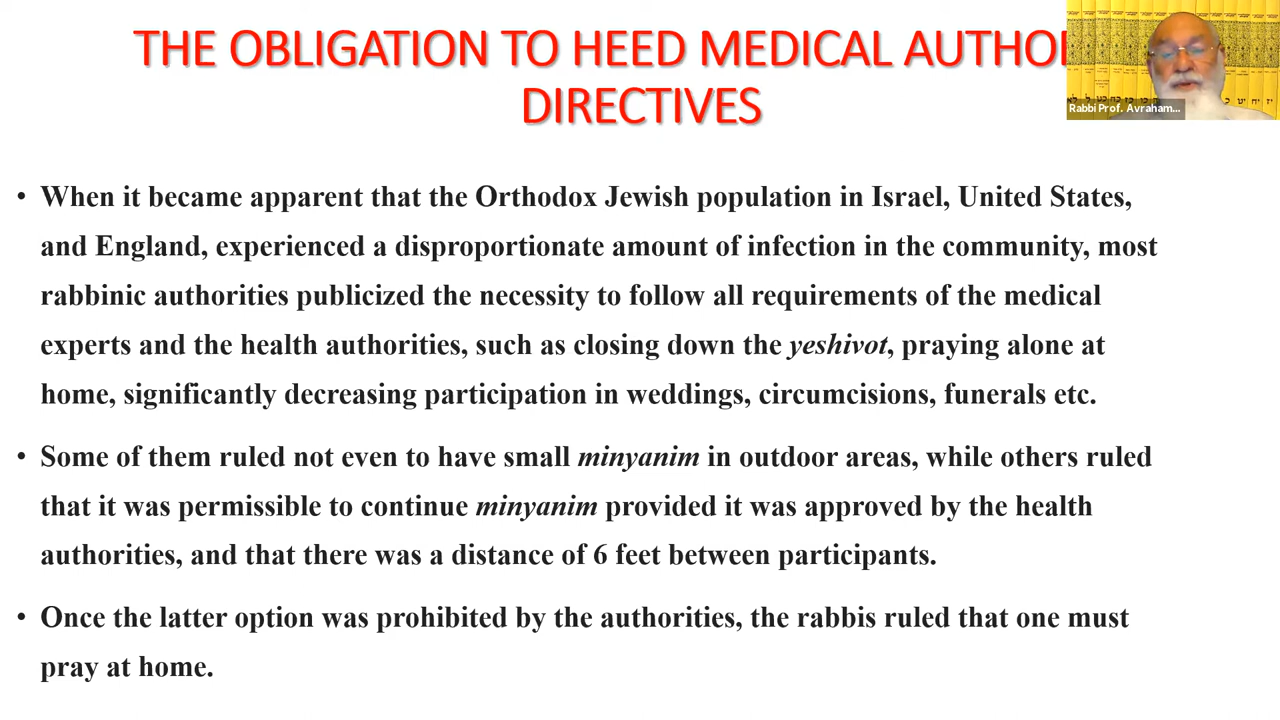 THE OBLIGATION TO HEED MEDICAL
DIRECTIVES
Rabbi Prof. Avraham...
• When it became apparent that the Orthodox Jewish population in Israel, United States,
and England, experienced a disproportionate amount of infection in the community, most
rabbinic authorities publicized the necessity to follow all requirements of the medical
experts and the health authorities, such as closing down the yeshivot, praying alone at
home, significantly decreasing participation in weddings, circumcisions, funerals etc.
• Some of them ruled not even to have small minyanim in outdoor areas, while others ruled
that it was permissible to continue minyanim provided it was approved by the health
authorities, and that there was a distance of 6 feet between participants.
• Once the latter option was prohibited by the authorities, the rabbis ruled that one must
pray at home.